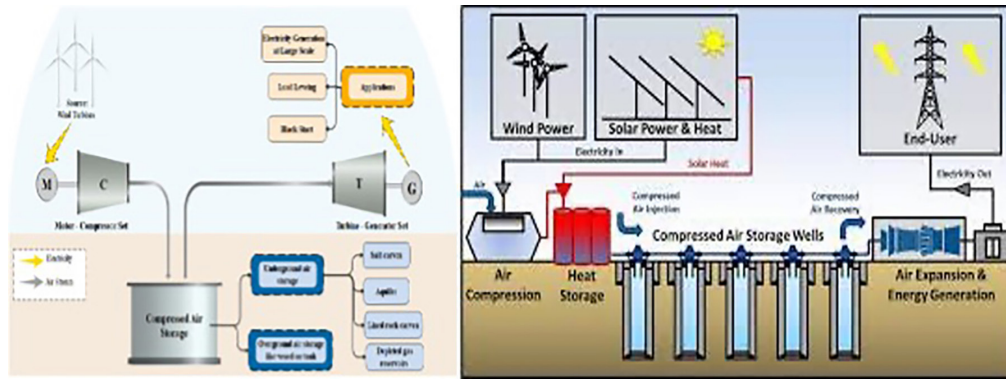 Electricity Generation
at Large Scale
Load Leveling
Black Start
Applications
Source:
Wind Turbines
M
C
T
G
Motor - Compressor Set
Turbine - Generator Set
Electricity
Air Stream
Compressed Air
Storage
Underground air
storage
Overground air storage
Salt caves
Aquifer
Lined rock caves
Depleted gas
reservoirs
Wind Power
Solar Power & Heat
End-User
Electricity In
Solar Heat
Electricity Out
Air
Compressed
Air Injection
Compressed
Air Recovery
Compressed Air Storage Wells
Air
Compression
Heat
Storage
Air Expansion &
Energy Generation